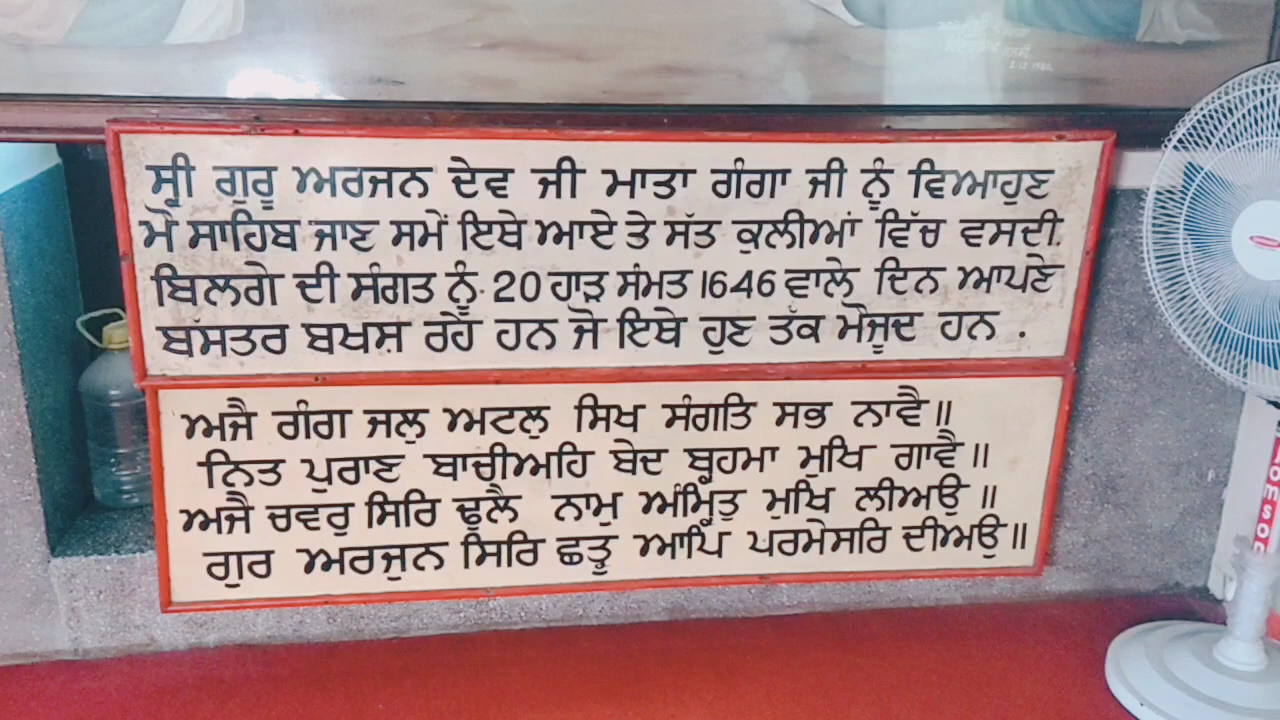 ਸ੍ਰੀ ਗੁਰੂ ਅਰਜਨ ਦੇਵ ਜੀ ਮਾਤਾ ਗੰਗਾ ਜੀ ਨੂੰ ਵਿਆਹੁਣ
ਮੌ ਸਾਹਿਬ ਜਾਣ ਸਮੇਂ ਇਥੇ ਆਏ ਤੇ ਸੱਤ ਕੁਲੀਆਂ ਵਿੱਚ ਵਸਦੀ
ਬਿਲਗੇ ਦੀ ਸੰਗਤ ਨੂੰ 20 ਹਾੜ ਸੰਮਤ 1646 ਵਾਲੇ ਦਿਨ ਆਪਣੇ
ਬਸਤਰ ਬਖਸ਼ ਰਹੇ ਹਨ ਜੋ ਇਥੇ ਹੁਣ ਤੱਕ ਮੌਜੂਦ ਹਨ .
ਅਜੈ ਗੰਗ ਜਲੁ ਅਟਲੁ ਸਿਖ ਸੰਗਤਿ ਸਭ ਨਾਵੈ॥
ਨਿਤ ਪੁਰਾਣ ਬਾਚੀਅਹਿ ਬੇਦ ਬ੍ਰਹਮਾ ਮੁਖਿ ਗਾਵੈ॥
ਅਜੈ ਚਵਰੁ ਸਿਰਿ ਢੁਲੈ ਨਾਮੁ ਅੰਮ੍ਰਿਤੁ ਮੁਖਿ ਲੀਅਉ॥
ਗੁਰ ਅਰਜੁਨ ਸਿਰਿ ਛਤ੍ਰੁ ਆਪਿ ਪਰਮੇਸਰਿ ਦੀਅਉ॥